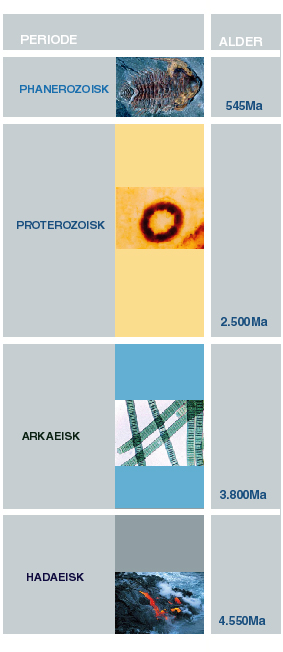 PERIODE
ALDER
PHANEROZOISK
545Ma
PROTEROZOISK
2.500Ma
ARKAEISK
3.800Ma
HADAEISK
4.550Ma